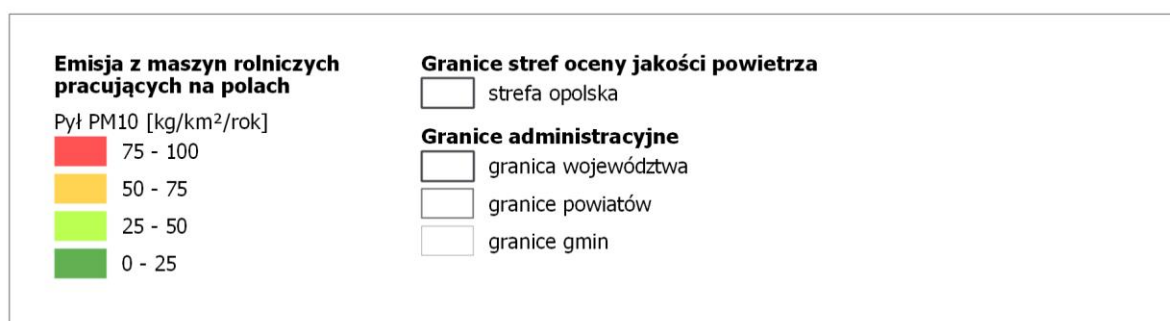 Emisja z maszyn rolniczych
pracujących na polach
Pył PM10 [kg/km²/rok]
75 - 100
50 - 75
25 - 50
0 - 25
Granice stref oceny jakości powietrza
strefa opolska
Granice administracyjne
granica województwa
granice powiatów
granice gmin